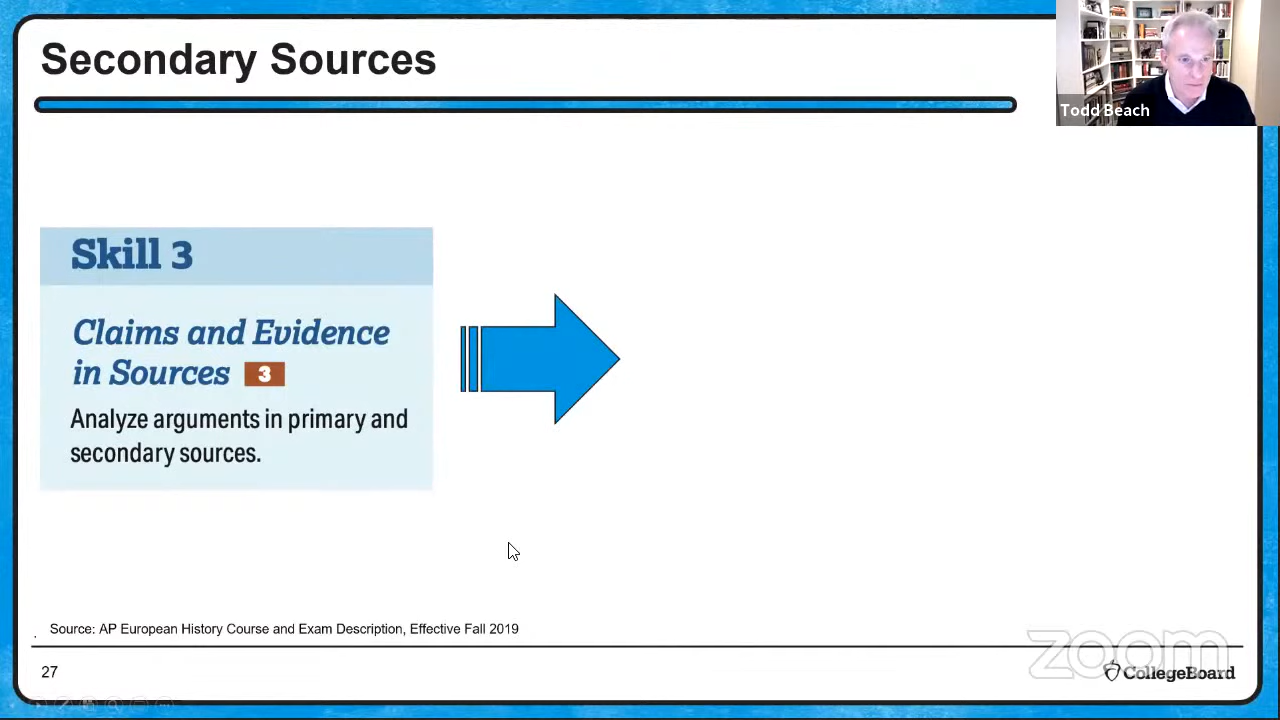 Secondary Sources
Todd Beach
Skill 3
Claims and Evidence
in Sources 3
Analyze arguments in primary and
secondary sources.
. Source: AP European History Course and Exam Description, Effective Fall 2019
zoom
27
CollegeBoard